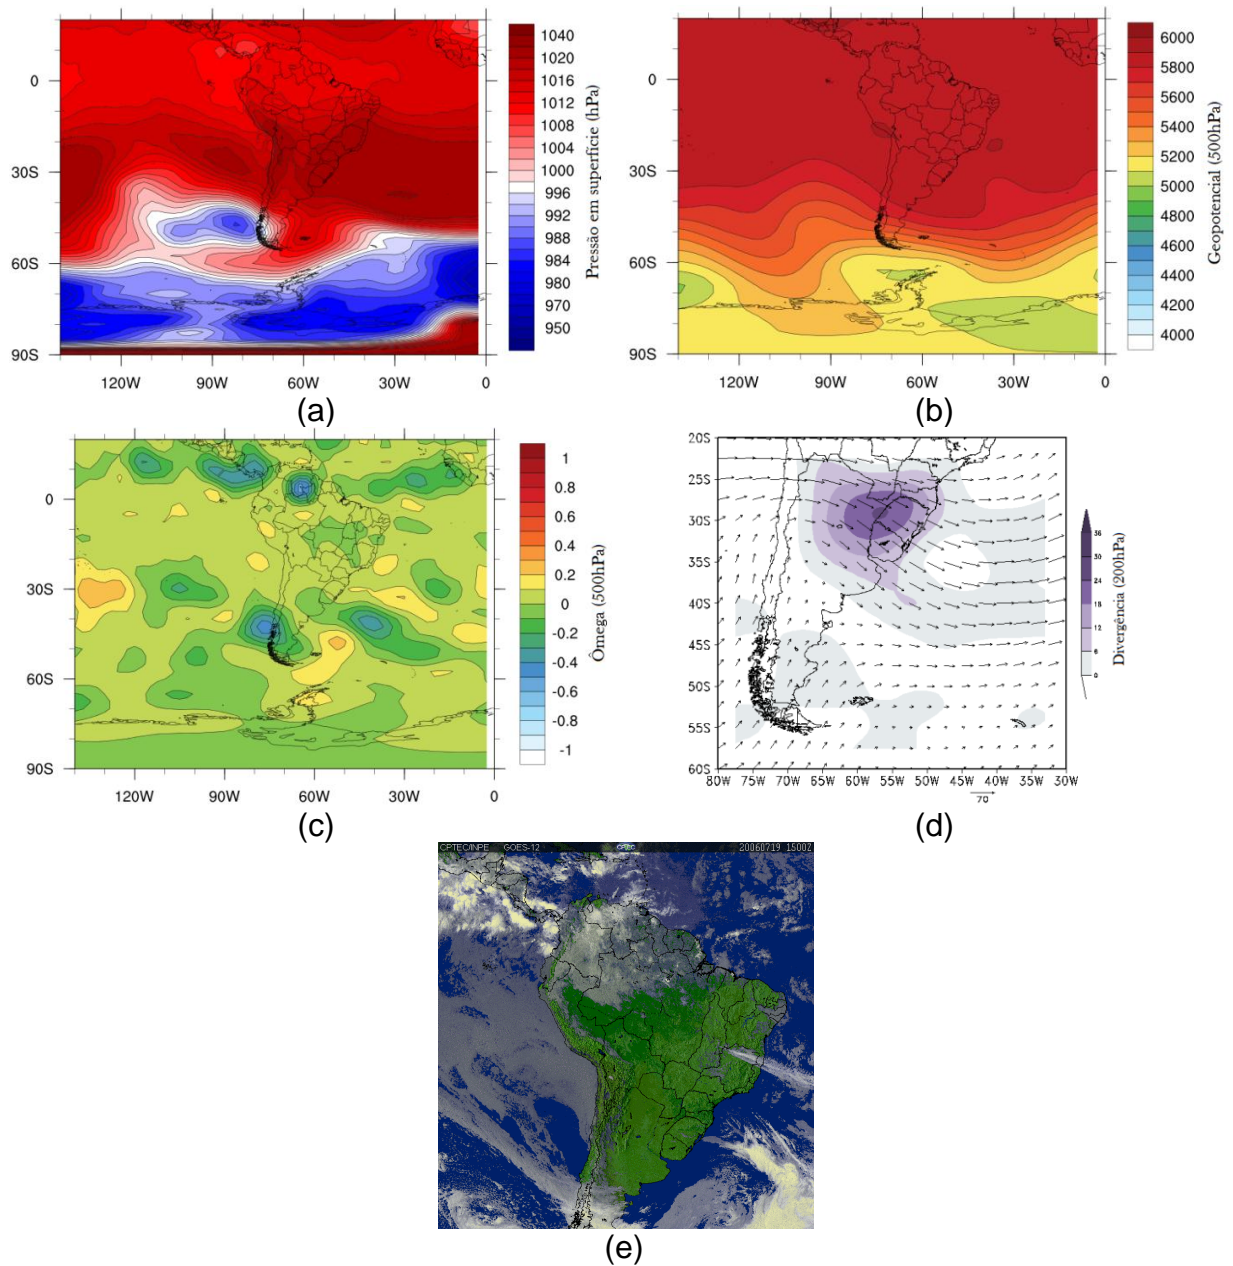 0
30S
60S
90S
120W 90W 60W 30W 0
1040
1020
1016
1012
1008
1004
1000
996
992
988
984
980
970
950
Pressão em superfície (hPa)
(a)
0
30S
60S
90S
120W 90W 60W 30W 0
6000
5800
5600
5400
5200
5000
4800
4600
4400
4200
4000
Geopotencial (500hPa)
(b)
0
30S
60S
90S
120W 90W 60W 30W 0
1
0.8
0.6
0.4
0.2
0
-0.2
-0.4
-0.6
-0.8
-1
Ômega (500hPa)
(c)
20S
25S
30S
35S
40S
45S
50S
55S
60S
80W 75W 70W 65W 60W 55W 50W 45W 40W 35W 30W
70
36
30
24
18
12
6
0
Divergência (200hPa)
(d)
CPTEC/INPE GOES-12 CPTEC 20060719 1500Z
(e)